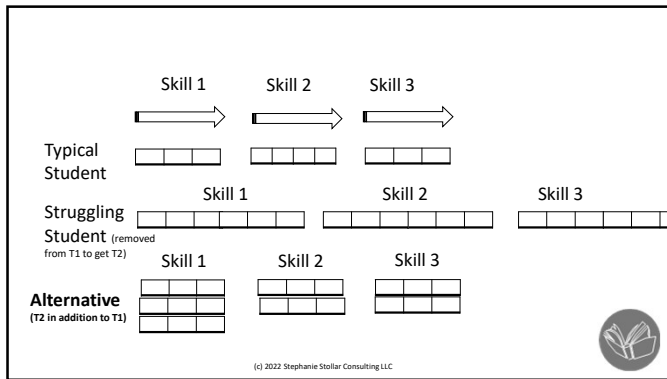 Skill 1 Skill 2 Skill 3
Typical
Student
Skill 1 Skill 2 Skill 3
Struggling
Student (removed
from T1 to get T2)
Skill 1 Skill 2 Skill 3
Alternative
(T2 in addition to T1)
(c) 2022 Stephanie Stollar Consulting LLC